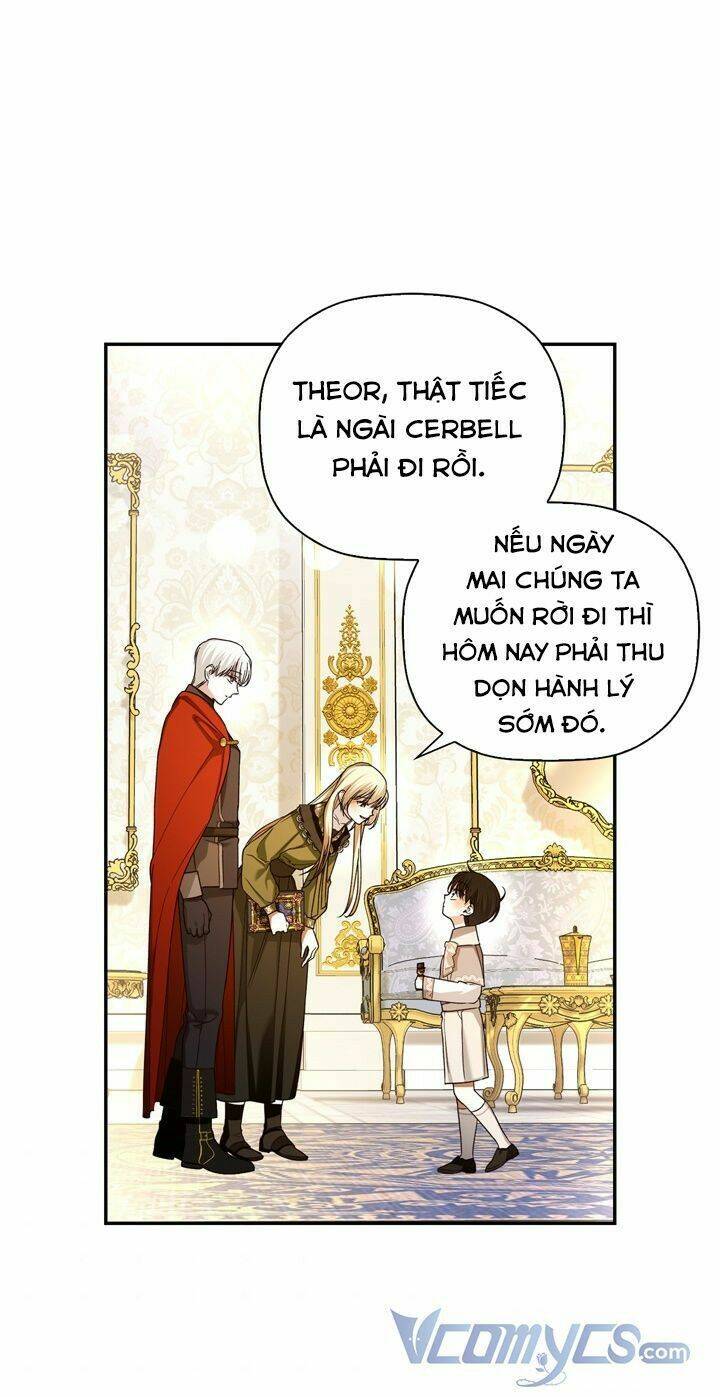 THEOR, THẬT TIẾC
LÀ NGÀI CERBELL
PHẢI ĐI RỒI.
NẾU NGÀY
MAI CHÚNG TA
MUỐN RỜI ĐI THÌ
HÔM NAY PHẢI THU
DỌN HÀNH LÝ
SỚM ĐÓ.
VCOMYCS.com